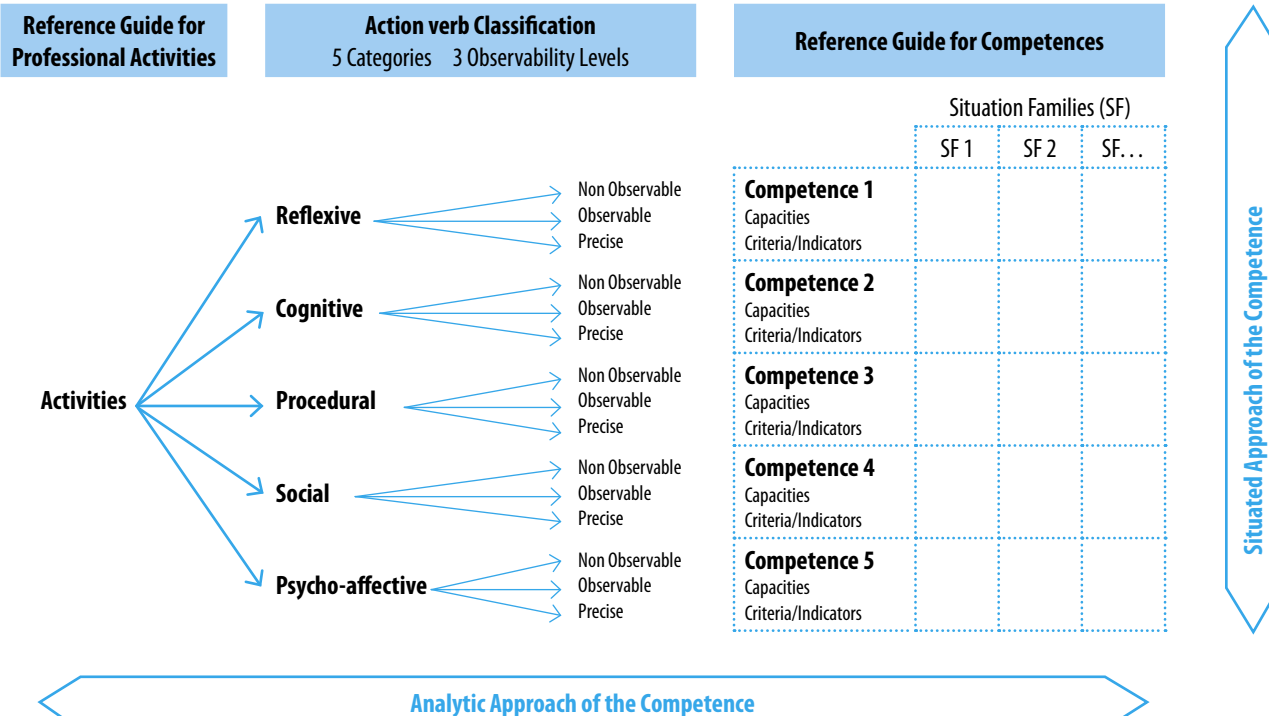 Reference Guide for
Professional Activities
Action verb Classification
5 Categories 3 Observability Levels
Reference Guide for Competences
Situation Families (SF)
SF 1 SF 2 SF...
Activities
Reflexive
Non Observable
Observable
Precise
Cognitive
Non Observable
Observable
Precise
Procedural
Non Observable
Observable
Precise
Social
Non Observable
Observable
Precise
Psycho-affective
Non Observable
Observable
Precise
Competence 1
Capacities
Criteria/Indicators
Competence 2
Capacities
Criteria/Indicators
Competence 3
Capacities
Criteria/Indicators
Competence 4
Capacities
Criteria/Indicators
Competence 5
Capacities
Criteria/Indicators
Situated Approach of the Competence
Analytic Approach of the Competence